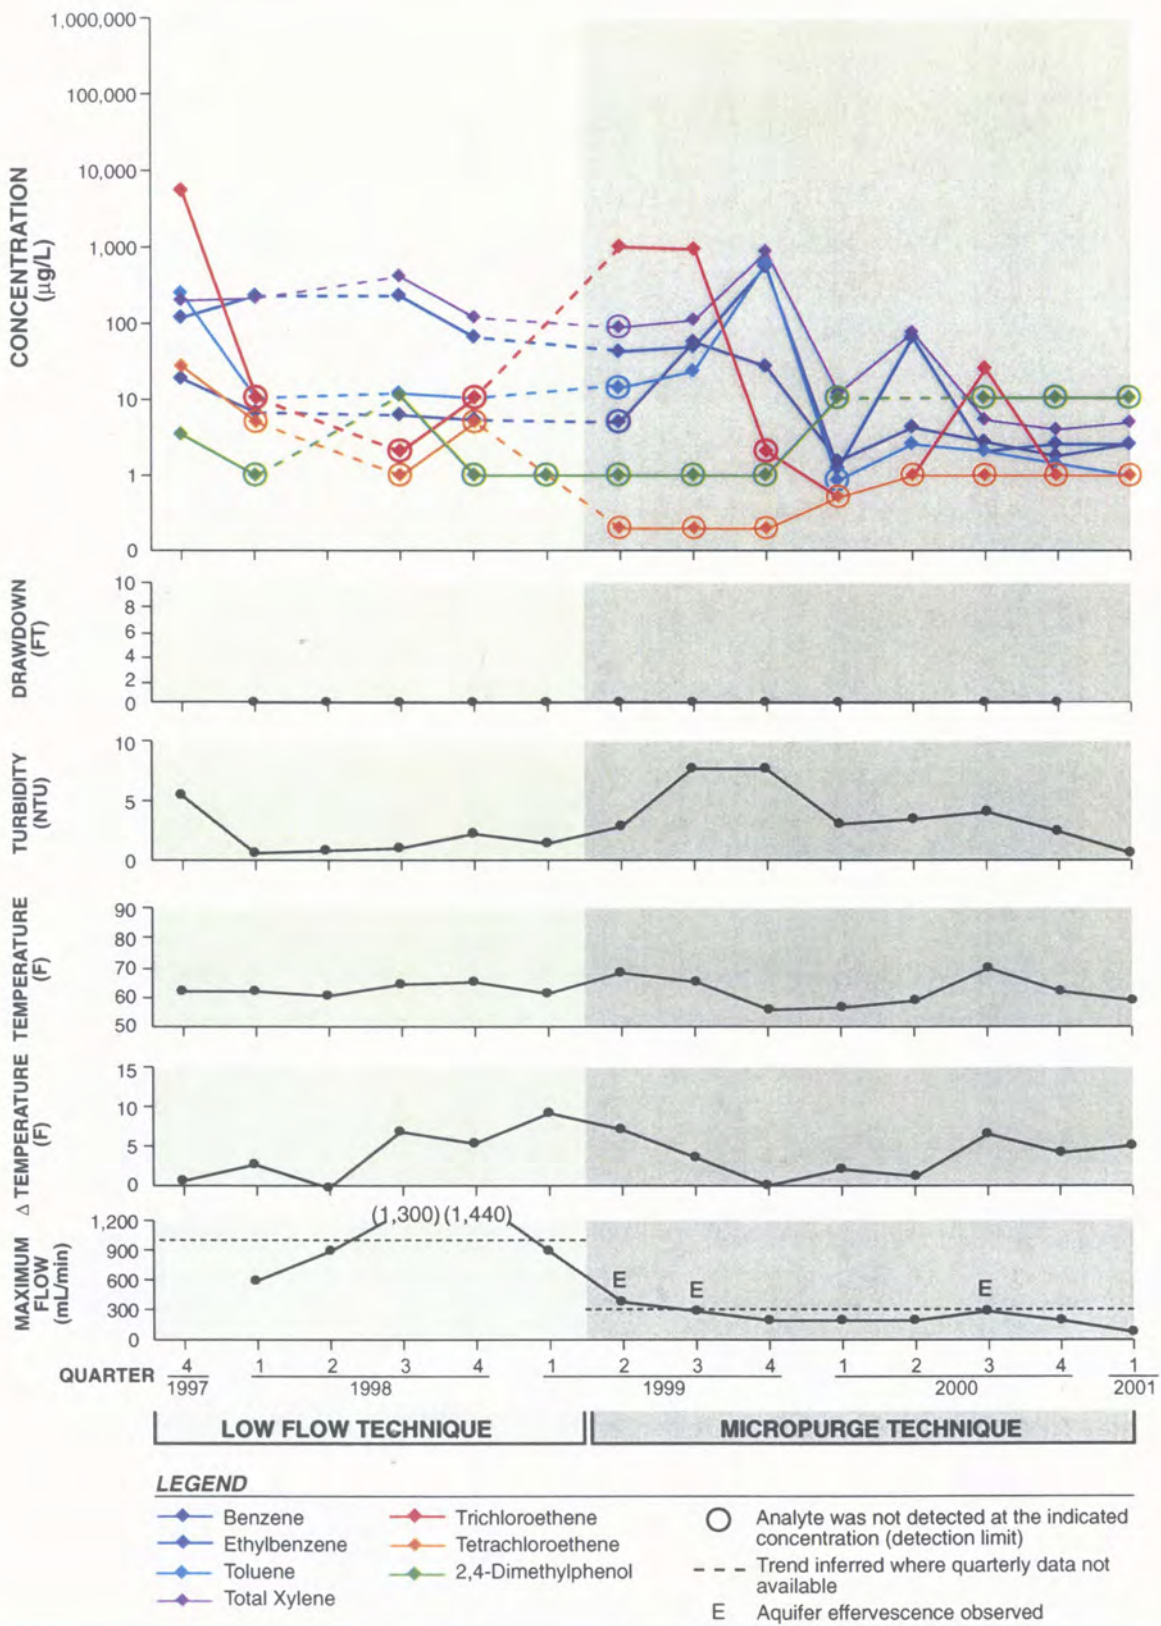 1,000,000
100,000
10,000
1,000
100
10
1
0
CONCENTRATION
(µg/L)
10
8
6
4
2
0
DRAWDOWN
(FT)
10
5
0
TURBIDITY
(NTU)
90
80
70
60
50
TEMPERATURE
(F)
15
10
5
0
Δ TEMPERATURE
(F)
(1,300) (1,440)
1,200
900
600
300
0
MAXIMUM
FLOW
(mL/min)
E E E
QUARTER 4 1 2 3 4 1 2 3 4 1 2 3 4 1
1997 1998 1999 2000 2001
LOW FLOW TECHNIQUE MICROPURGE TECHNIQUE
LEGEND
Benzene
Ethylbenzene
Toluene
Total Xylene
Trichloroethene
Tetrachloroethene
2,4-Dimethylphenol
Analyte was not detected at the indicated
concentration (detection limit)
Trend inferred where quarterly data not
available
E Aquifer effervescence observed